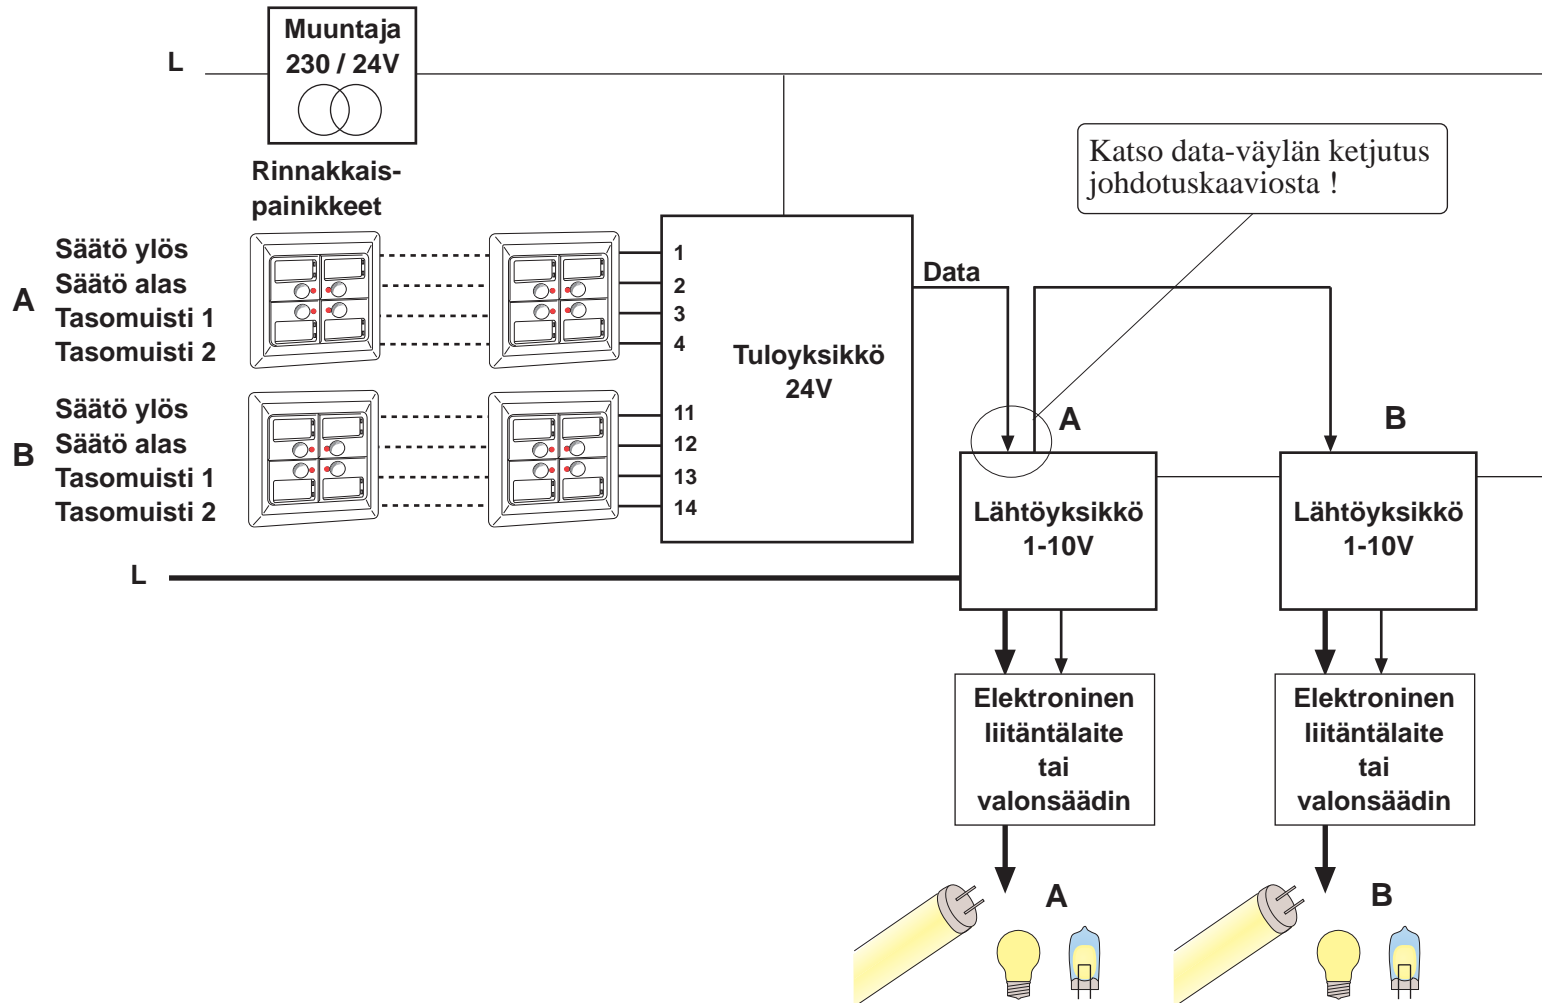 Muuntaja
230 / 24V
L
Rinnakkais-
painikkeet
Katso data-väylän ketjutus
johdotuskaaviosta !
A
Säätö ylös
Säätö alas
Tasomuisti 1
Tasomuisti 2
1
2
3
4
B
Säätö ylös
Säätö alas
Tasomuisti 1
Tasomuisti 2
11
12
13
14
Tuloyksikkö
24V
Data
A
B
Lähtöyksikkö
1-10V
Lähtöyksikkö
1-10V
L
Elektroninen
liitäntälaite
tai
valonsäädin
Elektroninen
liitäntälaite
tai
valonsäädin
A
B